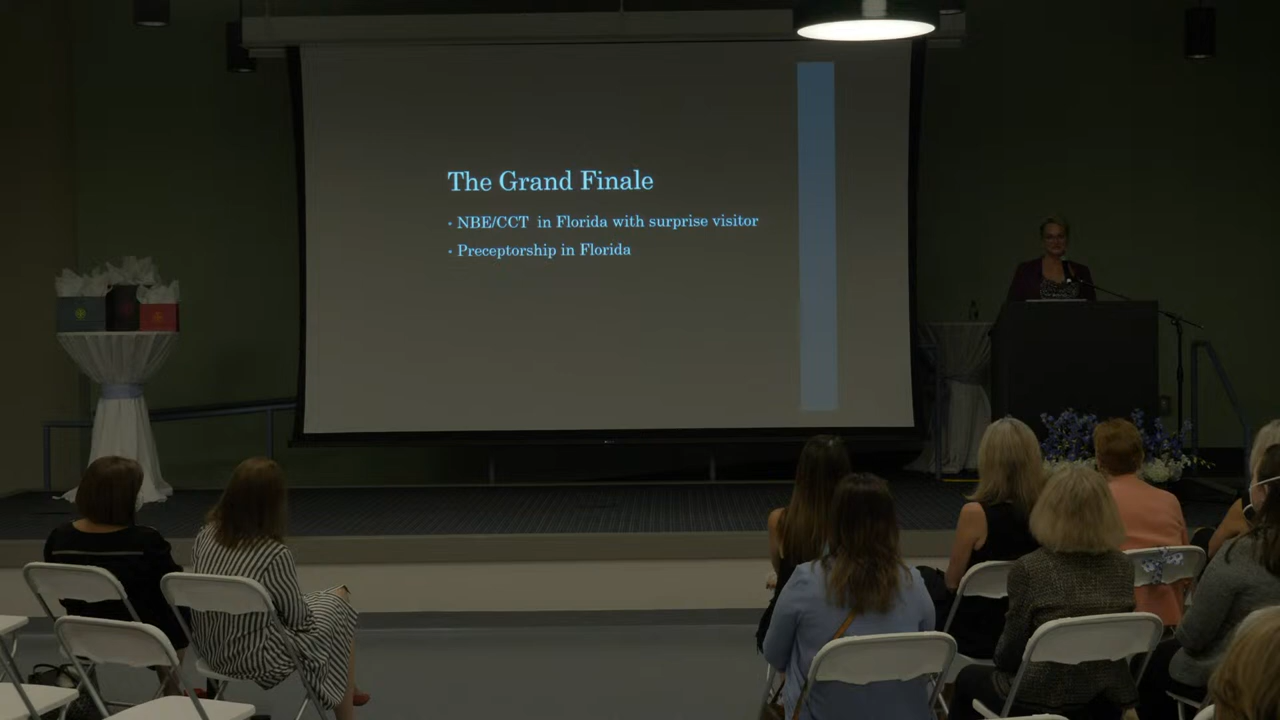 The Grand Finale
• NBE/CCT in Florida with surprise visitor
• Preceptorship in Florida